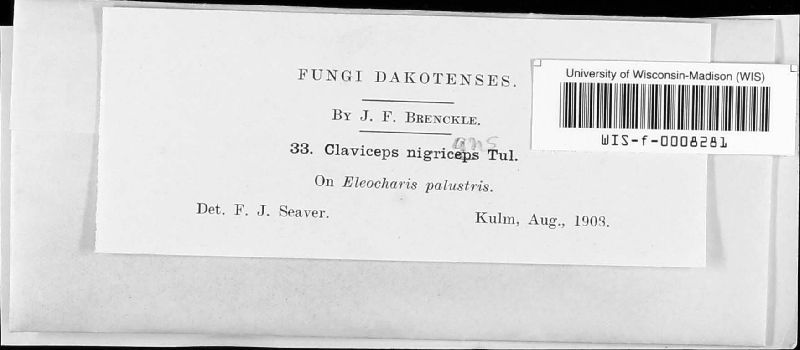 FUNGI DAKOTENSES.
BY J. F. BRENCKLE.
ans
33. Claviceps nigriceps Tul.
On Eleocharis palustris.
Det. F. J. Seaver.
Kulm, Aug., 1908.
University of Wisconsin-Madison (WIS)
WIS-f-0008281